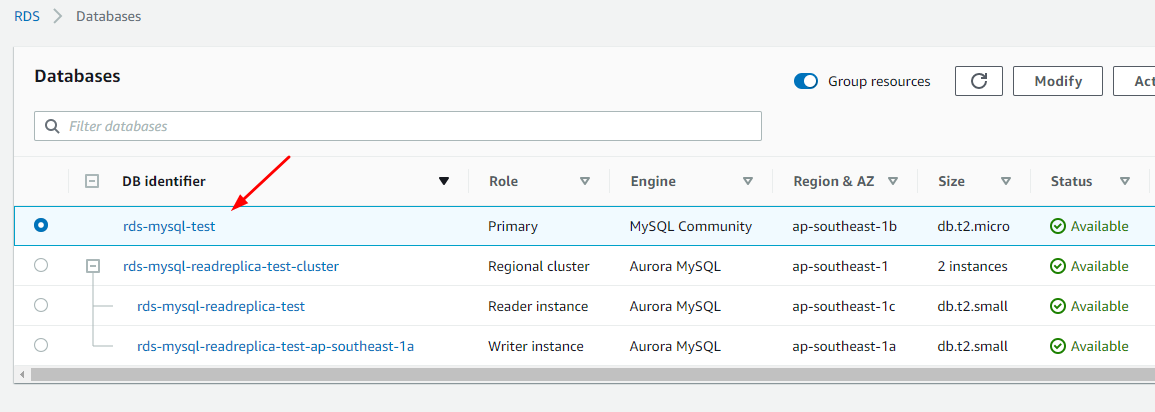 RDS > Databases
Databases
Group resources
Modify
Act
Filter databases
DB identifier Role Engine Region & AZ Size Status
rds-mysql-test Primary MySQL Community ap-southeast-1b db.t2.micro Available
rds-mysql-readreplica-test-cluster Regional cluster Aurora MySQL ap-southeast-1 2 instances Available
rds-mysql-readreplica-test Reader instance Aurora MySQL ap-southeast-1c db.t2.small Available
rds-mysql-readreplica-test-ap-southeast-1a Writer instance Aurora MySQL ap-southeast-1a db.t2.small Available